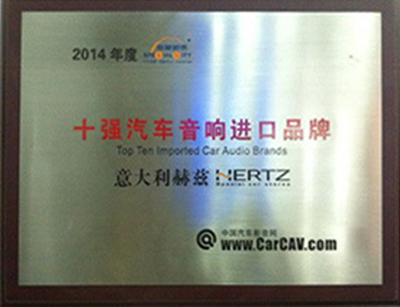 2014 年度
十强汽车音响进口品牌
Top Ten Imported Car Audio Brands
意大利赫兹 HERTZ
中国汽车影音网
@ www.CarCAV.com